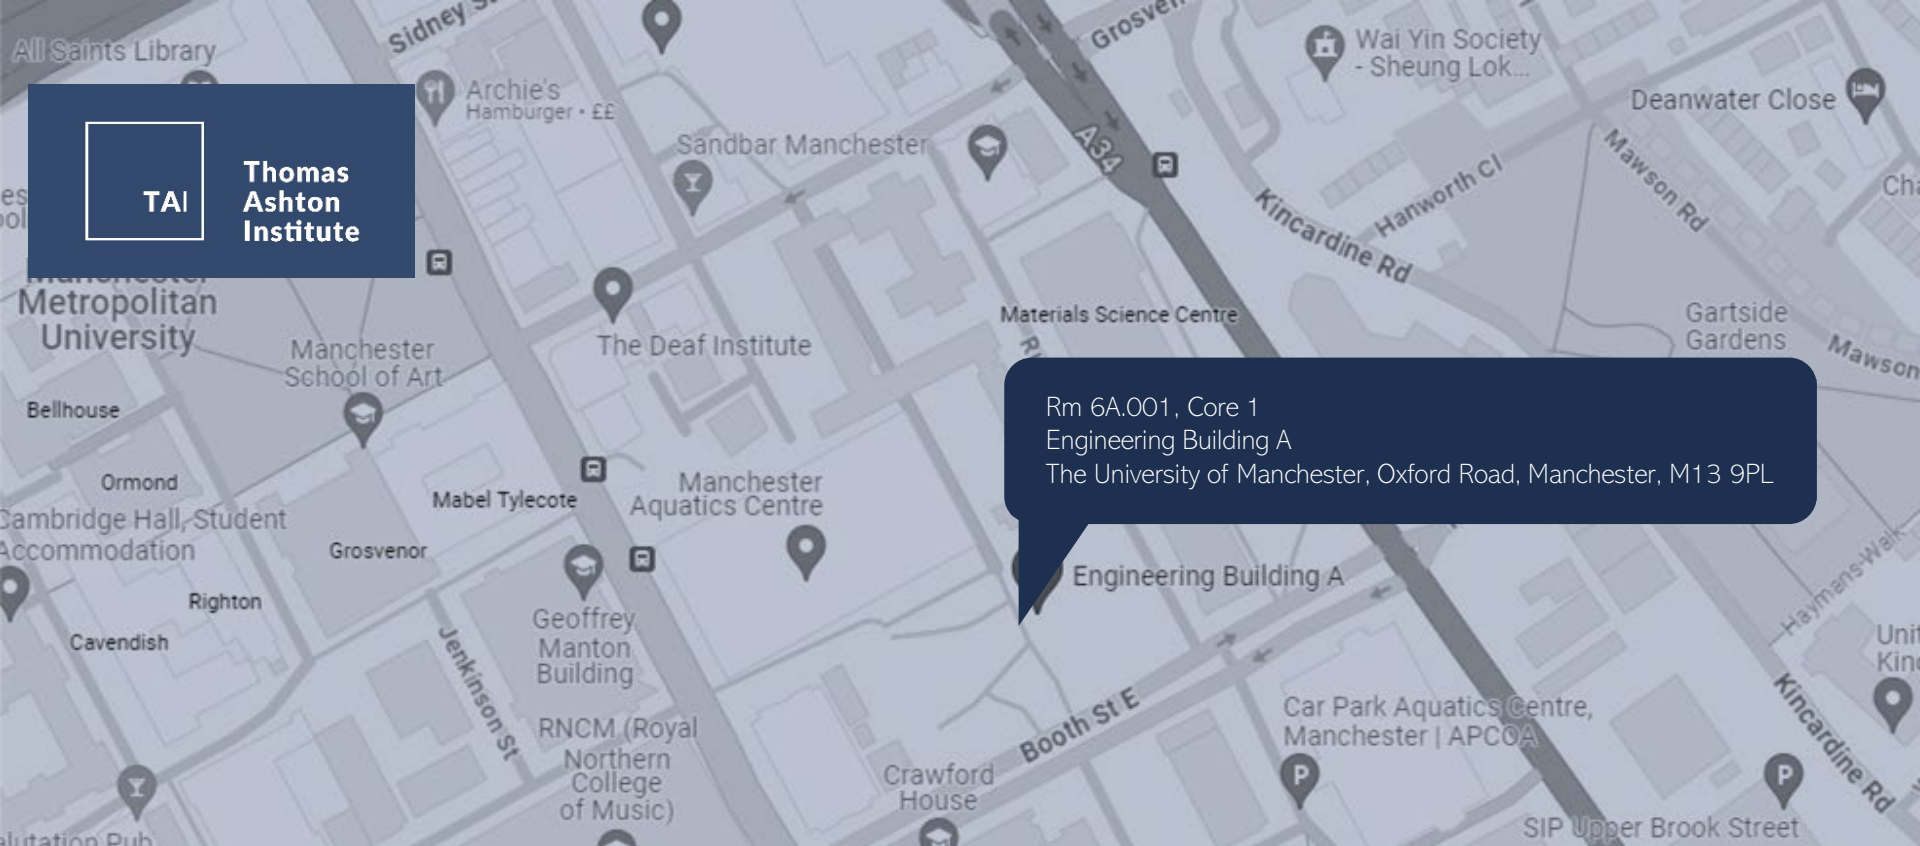 Sidney
Grosven
All Saints Library
Wai Yin Society
- Sheung Lok...
Archie's
Hamburger • ££
Deanwater Close
Sandbar Manchester
A34
TAI
Thomas
Ashton
Institute
Mawson Rd
Hanworth Cl
Kincardine Rd
Manchester
Metropolitan
University
Materials Science Centre
Gartside
Gardens
The Deaf Institute
Manchester
School of Art
Mawson
Bellhouse
Rm 6A.001, Core 1
Engineering Building A
The University of Manchester, Oxford Road, Manchester, M13 9PL
Ormond
Mabel Tylecote
Manchester
Aquatics Centre
Cambridge Hall, Student
Accommodation
Grosvenor
Engineering Building A
Haymans Walk
Righton
Cavendish
Geoffrey
Manton
Building
Jenkinson St
Booth St E
Car Park Aquatics Centre,
Manchester | APCOA
Kincardine Rd
RNCM (Royal
Northern
College
of Music)
Crawford
House
P
P
SIP Upper Brook Street
alutation Pub